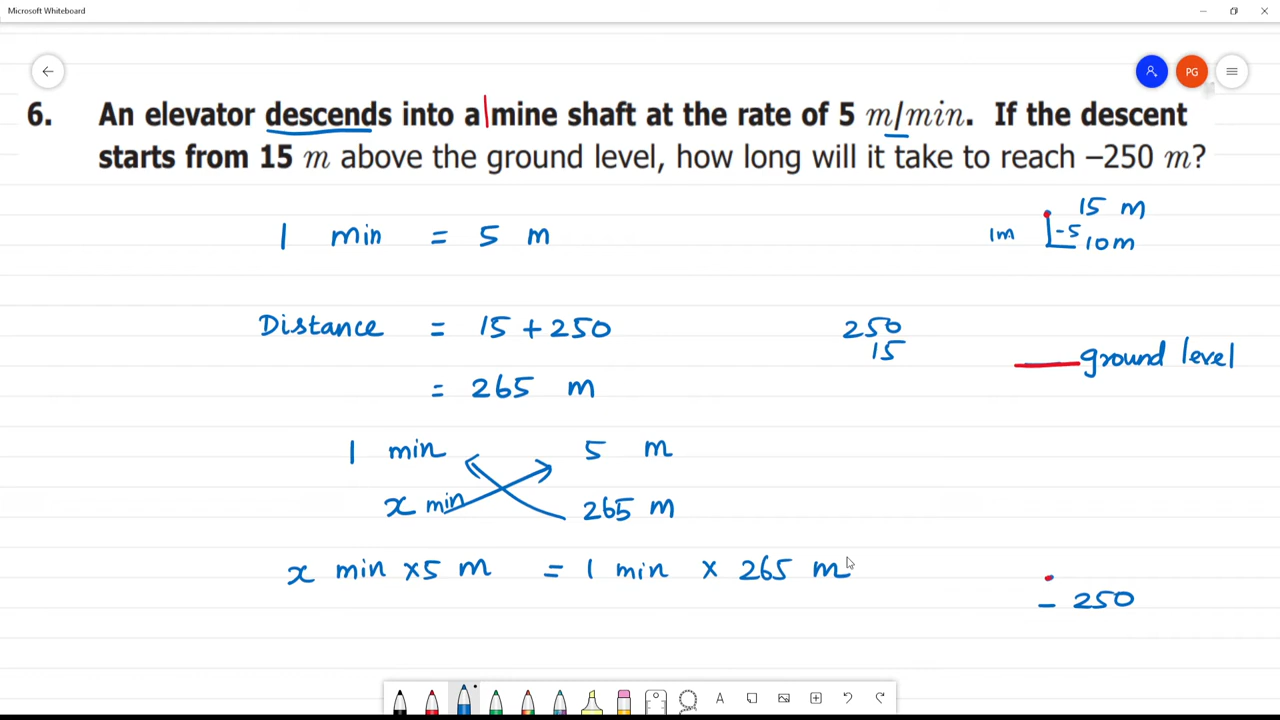 Microsoft Whiteboard
PG
6. An elevator descends into a mine shaft at the rate of 5 m/min. If the descent
starts from 15 m above the ground level, how long will it take to reach –250 m?
1 min = 5 m
15 m
1m -5
10m
Distance = 15 + 250
250
15
ground level
= 265 m
1 min 5 m
x min 265 m
x min ×5 m = 1 min × 265 m
- 250
A